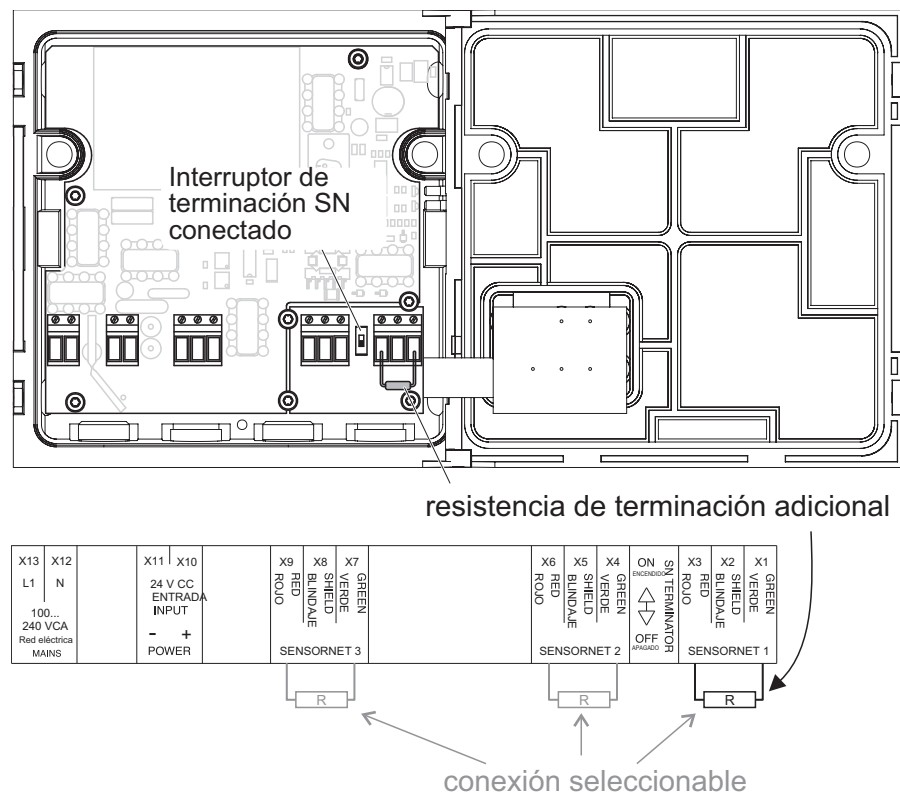 Interruptor de
terminación SN
conectado
resistencia de terminación adicional
X13 X12
L1 N
100...
240 VCA
Red eléctrica
MAINS
X11 X10
24 V CC
ENTRADA
INPUT
- +
POWER
X9 X8 X7
RED
ROJO
SHIELD
BLINDAJE
GREEN
VERDE
SENSORNET 3
X6 X5 X4
RED
ROJO
SHIELD
BLINDAJE
GREEN
VERDE
SENSORNET 2
ON
ENCENDIDO
OFF
APAGADO
SN TERMINATOR
X3 X2 X1
RED
ROJO
SHIELD
BLINDAJE
GREEN
VERDE
SENSORNET 1
R
R
R
conexión seleccionable